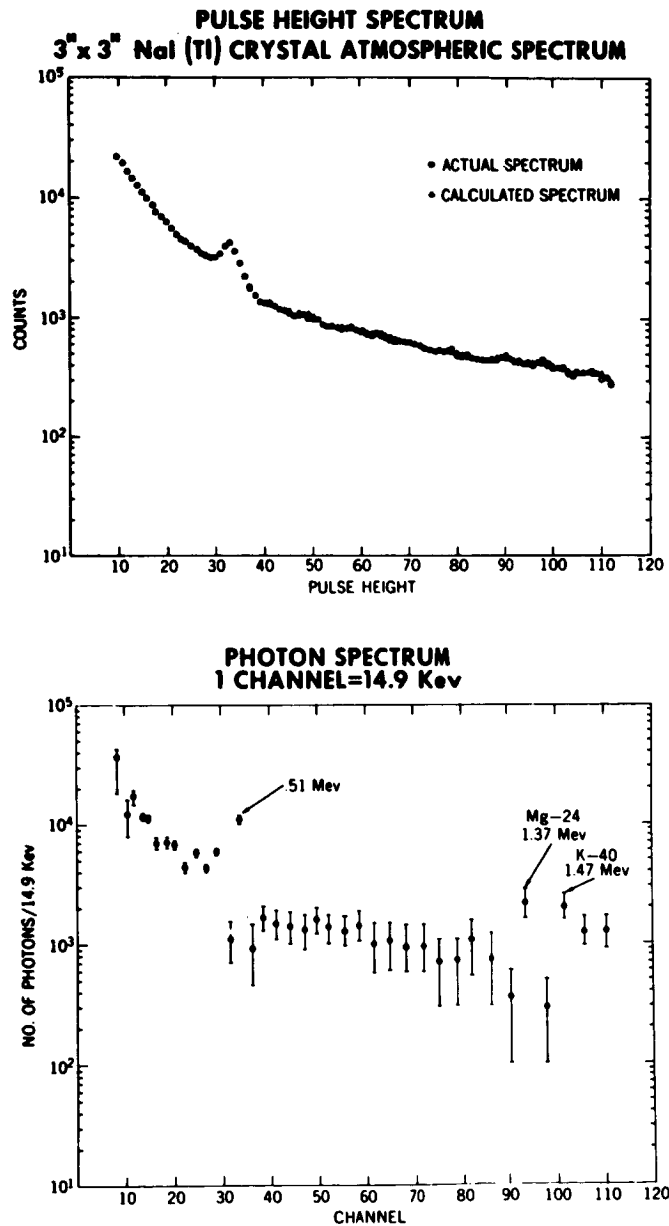 PULSE HEIGHT SPECTRUM
3"x 3" NaI (Tl) CRYSTAL ATMOSPHERIC SPECTRUM
10⁵
10⁴
10³
10²
10¹
COUNTS
• ACTUAL SPECTRUM
• CALCULATED SPECTRUM
10 20 30 40 50 60 70 80 90 100 110 120
PULSE HEIGHT
PHOTON SPECTRUM
1 CHANNEL=14.9 Kev
10⁵
10⁴
10³
10²
10¹
NO. OF PHOTONS/14.9 Kev
.51 Mev
Mg-24
1.37 Mev
K-40
1.47 Mev
10 20 30 40 50 60 70 80 90 100 110 120
CHANNEL